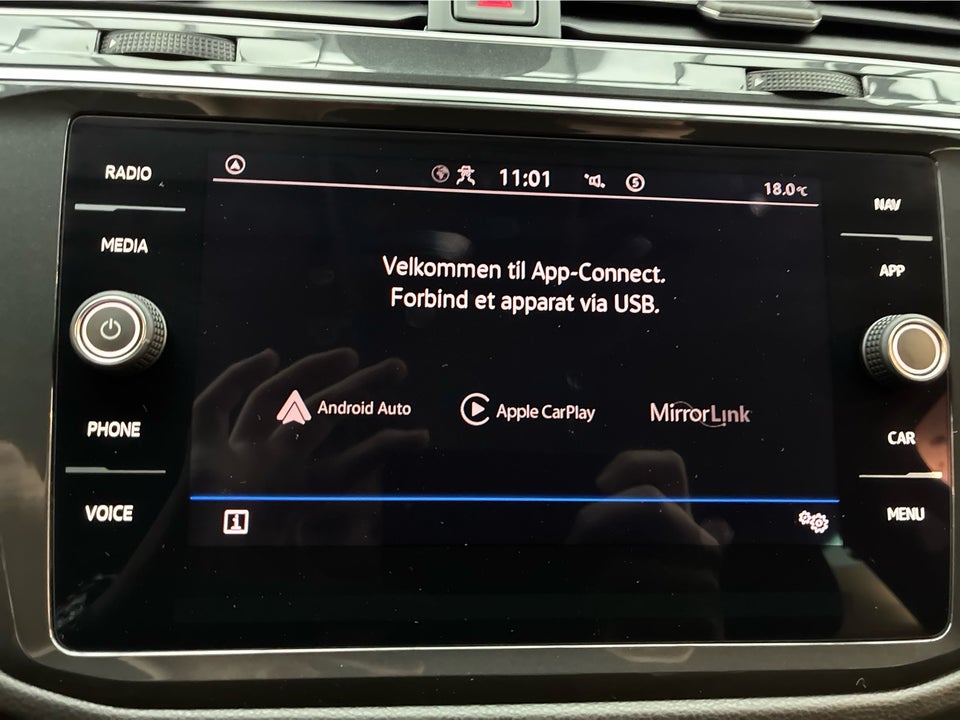 RADIO
MEDIA
PHONE
VOICE
11:01
5
18.0°C
Velkommen til App-Connect.
Forbind et apparat via USB.
Android Auto
Apple CarPlay
MirrorLink
i
NAV
APP
CAR
MENU